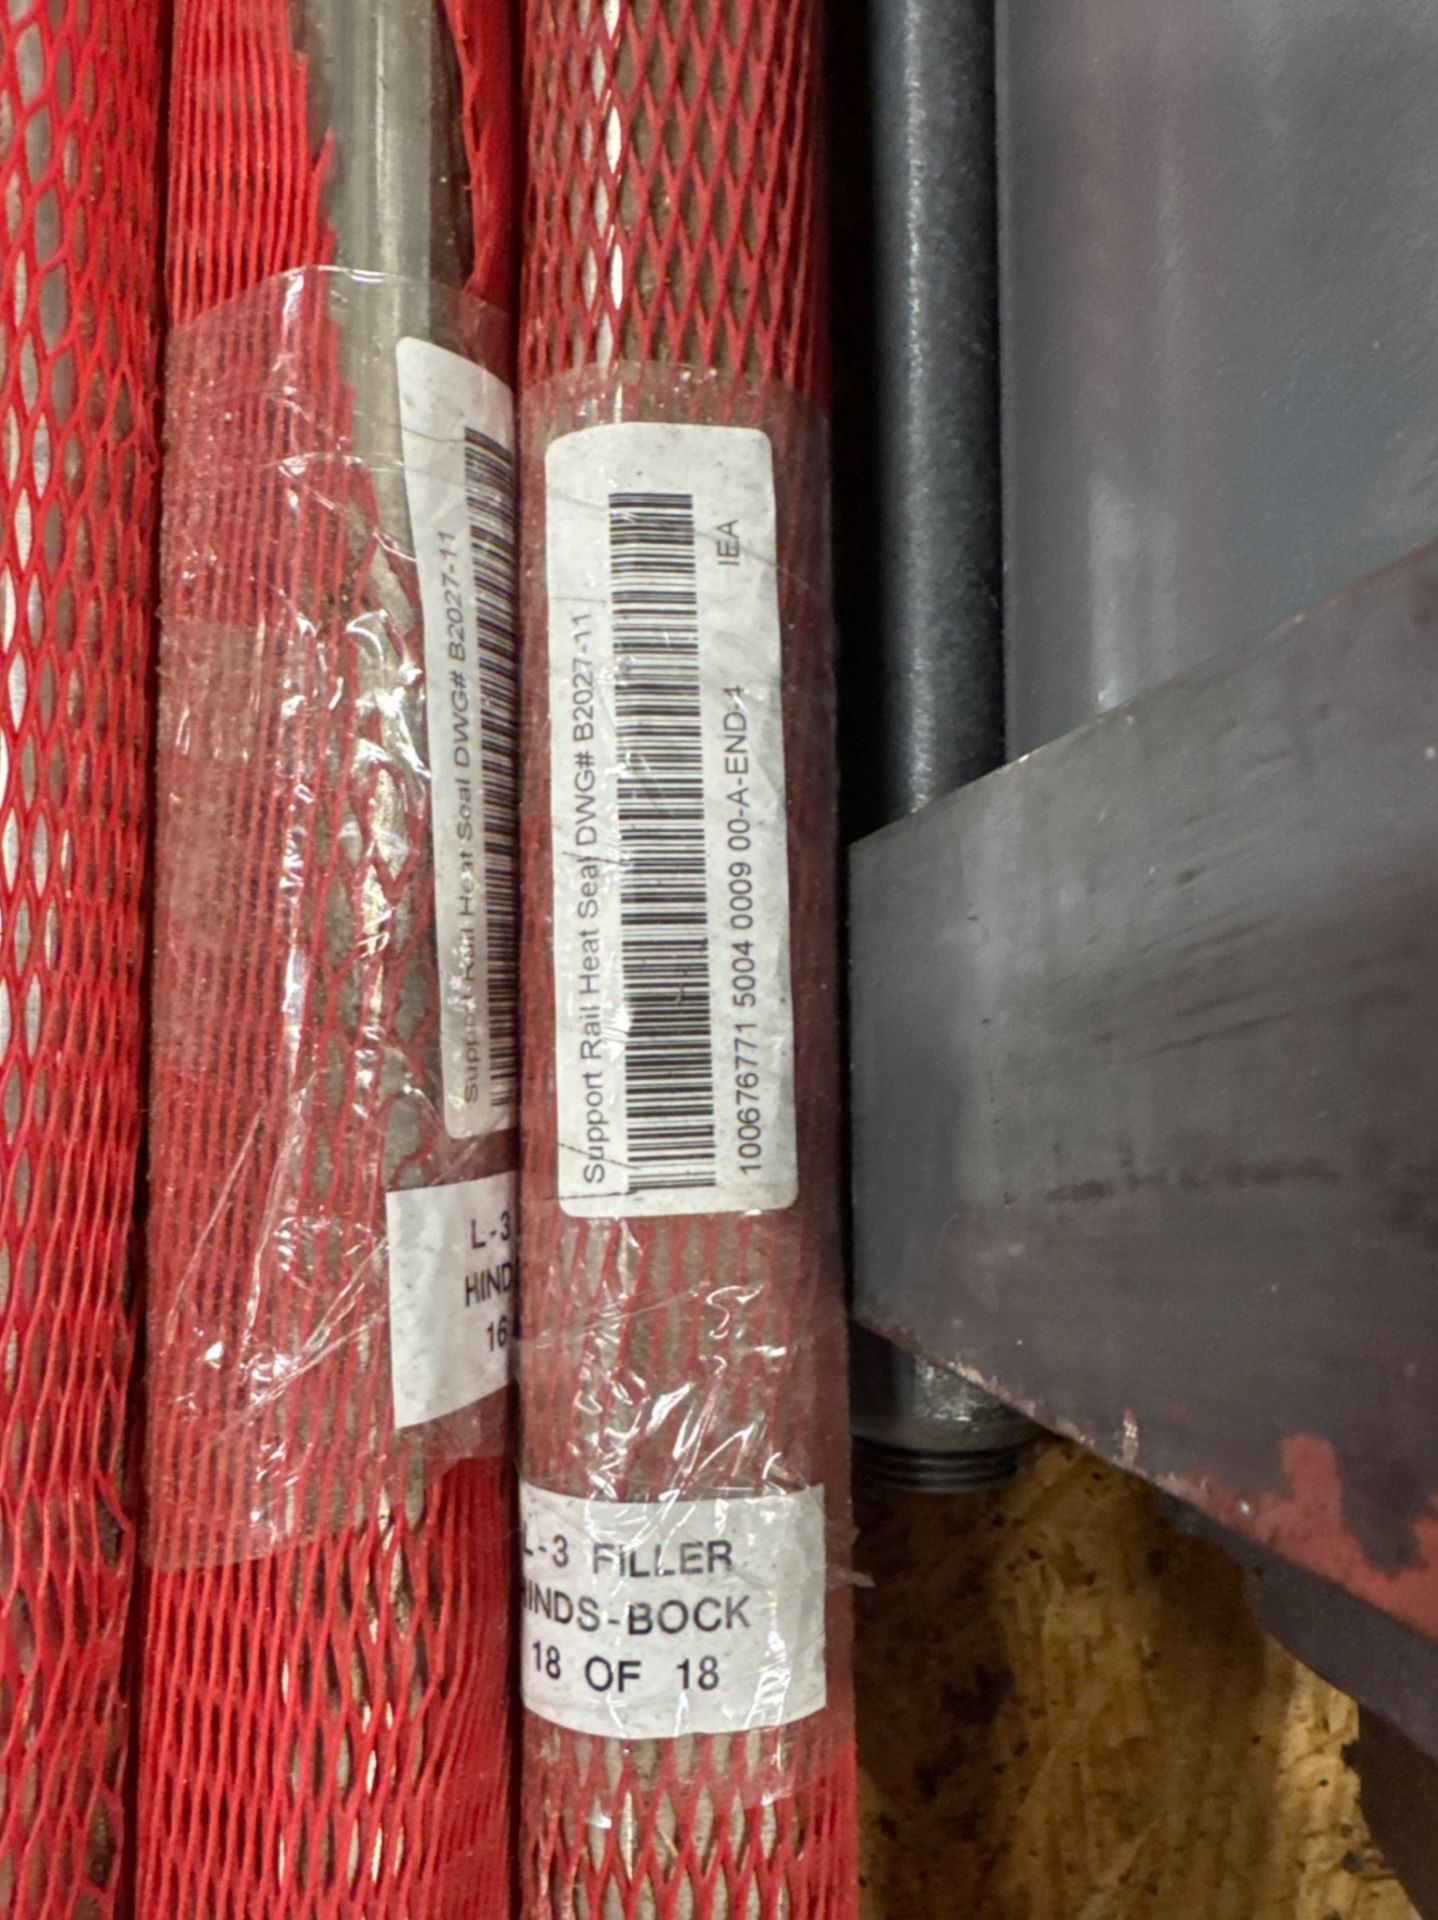 Support Rail Heat Seal DWG# B2027-11
L-3
HIND
16
Support Rail Heat Seal DWG# B2027-11
100676771 5004 0009 00-A-END-4
IEA
L-3 FILLER
HINDS-BOCK
18 OF 18